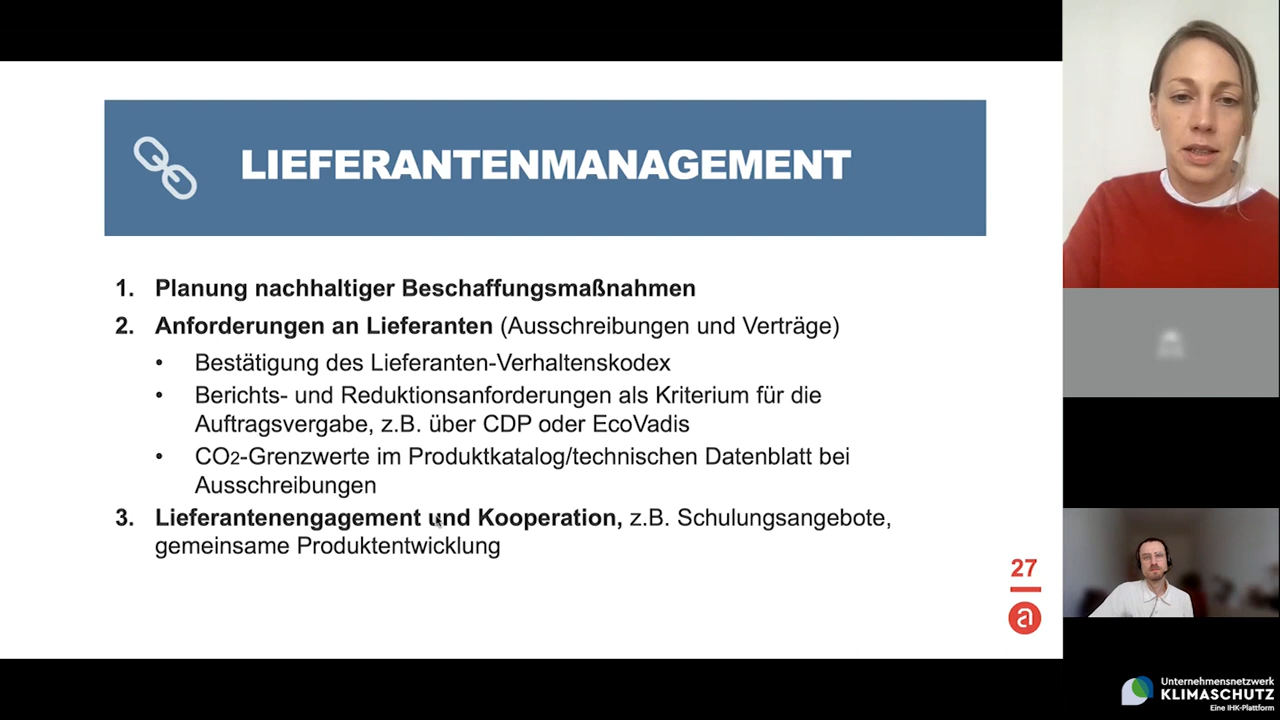 LIEFERANTENMANAGEMENT
1. Planung nachhaltiger Beschaffungsmaßnahmen
2. Anforderungen an Lieferanten (Ausschreibungen und Verträge)
• Bestätigung des Lieferanten-Verhaltenskodex
• Berichts- und Reduktionsanforderungen als Kriterium für die
Auftragsvergabe, z.B. über CDP oder EcoVadis
• CO2-Grenzwerte im Produktkatalog/technischen Datenblatt bei
Ausschreibungen
3. Lieferantenengagement und Kooperation, z.B. Schulungsangebote,
gemeinsame Produktentwicklung
27
a
Unternehmensnetzwerk
KLIMASCHUTZ
Eine IHK-Plattform